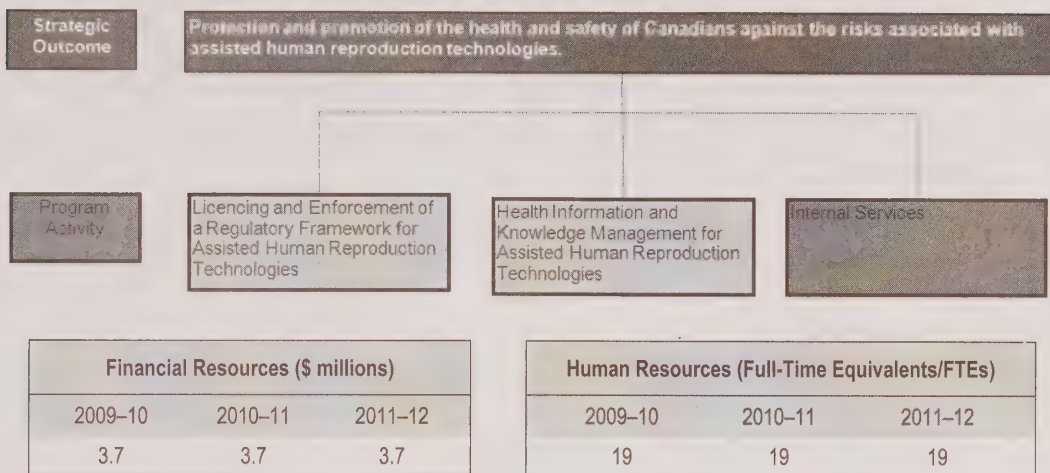 Strategic
Outcome
Protection and promotion of the health and safety of Canadians against the risks associated with
assisted human reproduction technologies.
Program
Activity
Licencing and Enforcement of
a Regulatory Framework for
Assisted Human Reproduction
Technologies
Health Information and
Knowledge Management for
Assisted Human Reproduction
Technologies
Internal Services
Financial Resources ($ millions)
2009–10 2010–11 2011–12
3.7 3.7 3.7
Human Resources (Full-Time Equivalents/FTEs)
2009–10 2010–11 2011–12
19 19 19